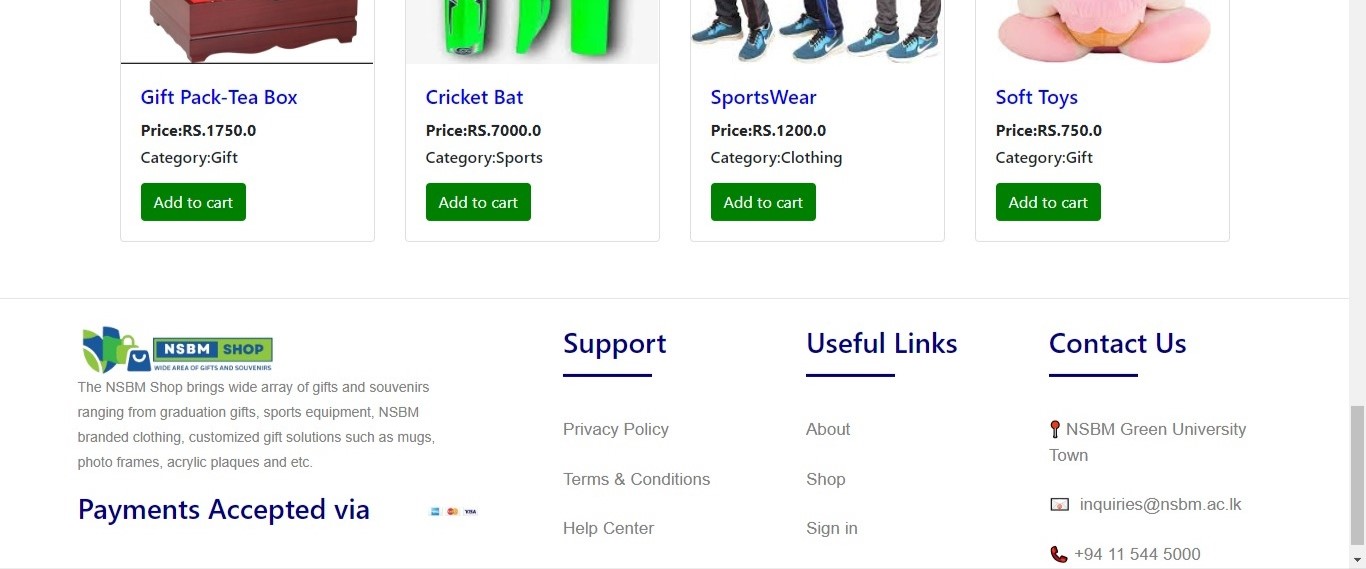 Gift Pack-Tea Box
Price:RS.1750.0
Category:Gift
Add to cart
Cricket Bat
Price:RS.7000.0
Category:Sports
Add to cart
SportsWear
Price:RS.1200.0
Category:Clothing
Add to cart
Soft Toys
Price:RS.750.0
Category:Gift
Add to cart
NSBM SHOP
WIDE AREA OF GIFTS AND SOUVENIRS
The NSBM Shop brings wide array of gifts and souvenirs
ranging from graduation gifts, sports equipment, NSBM
branded clothing, customized gift solutions such as mugs,
photo frames, acrylic plaques and etc.
Payments Accepted via
VISA
Support
Privacy Policy
Terms & Conditions
Help Center
Useful Links
About
Shop
Sign in
Contact Us
NSBM Green University
Town
inquiries@nsbm.ac.lk
+94 11 544 5000